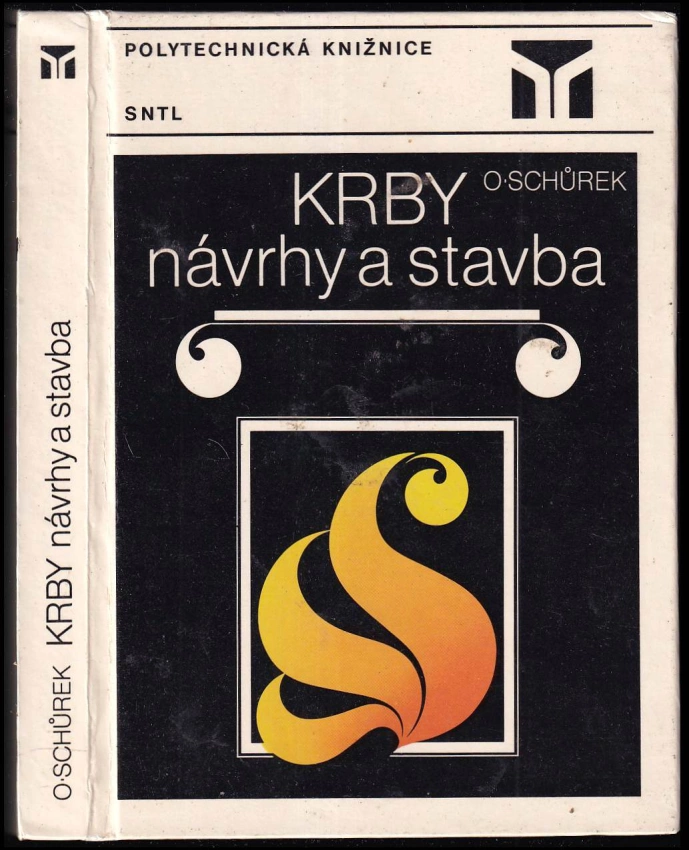 POLYTECHNICKÁ KNIŽNICE
SNTL
O·SCHŮREK
KRBY
návrhy a stavba
O·SCHŮREK KRBY návrhy a stavba